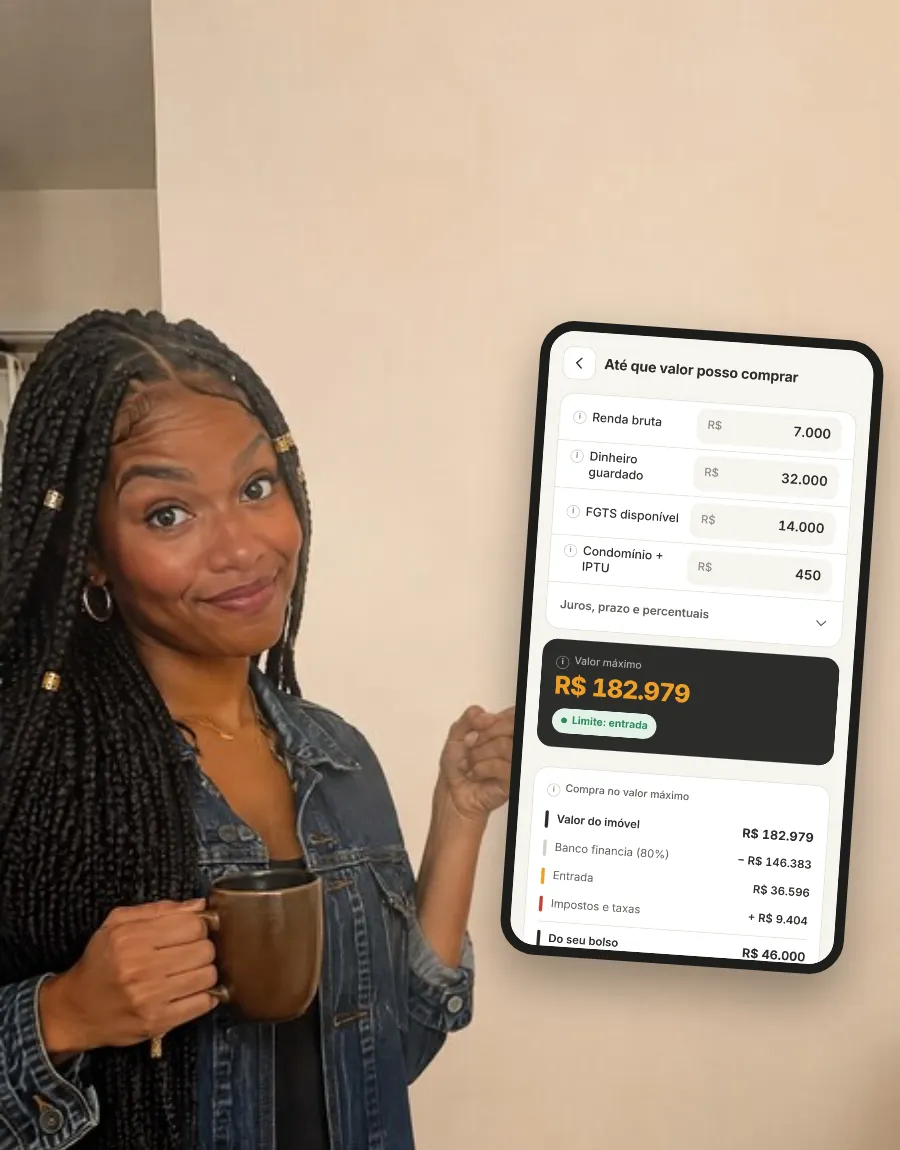 Até que valor posso comprar
Renda bruta R$ 7.000
Dinheiro
guardado R$ 32.000
FGTS disponível R$ 14.000
Condomínio +
IPTU R$ 450
Juros, prazo e percentuais
Valor máximo
R$ 182.979
Limite: entrada
Compra no valor máximo
Valor do imóvel R$ 182.979
Banco financia (80%) − R$ 146.383
Entrada R$ 36.596
Impostos e taxas + R$ 9.404
Do seu bolso R$ 46.000